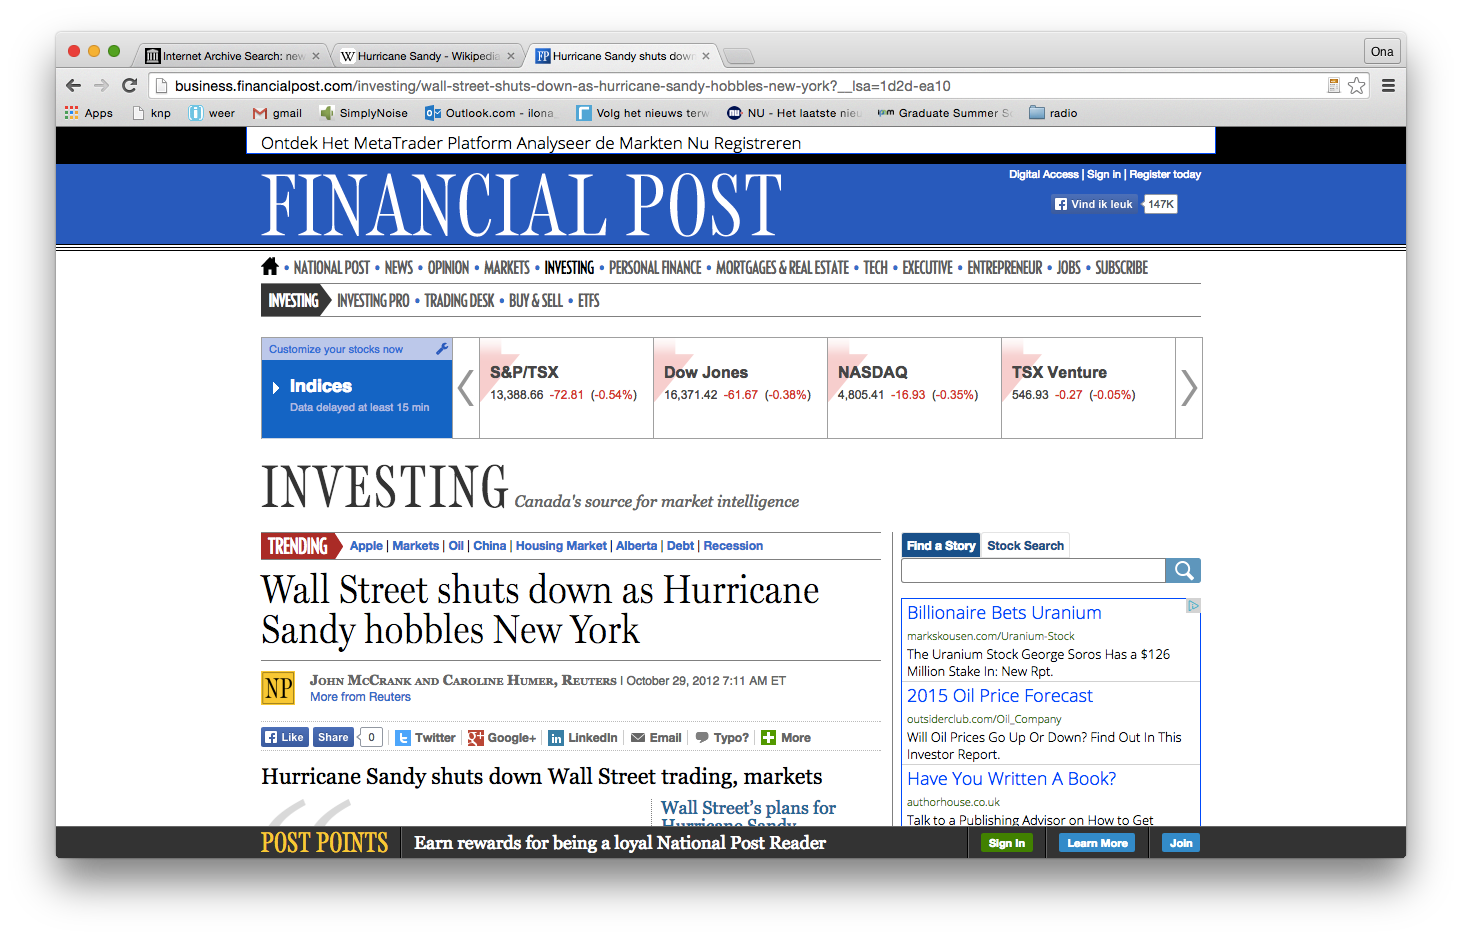 Ona
Internet Archive Search: nev
Hurricane Sandy - Wikipedia
Hurricane Sandy shuts dow
business.financialpost.com/investing/wall-street-shuts-down-as-hurricane-sandy-hobbles-new-york?__lsa=1d2d-ea10
Apps knp weer gmail SimplyNoise Outlook.com - ilona_ Volg het nieuws terw NU - Het laatste nieu Graduate Summer Sc radio
Ontdek Het MetaTrader Platform Analyseer de Markten Nu Registreren
Digital Access | Sign in | Register today
FINANCIAL POST
Vind ik leuk 147K
• NATIONAL POST • NEWS • OPINION • MARKETS • INVESTING • PERSONAL FINANCE • MORTGAGES & REAL ESTATE • TECH • EXECUTIVE • ENTREPRENEUR • JOBS • SUBSCRIBE
INVESTING INVESTING PRO • TRADING DESK • BUY & SELL • ETFS
Customize your stocks now
Indices
Data delayed at least 15 min
S&P/TSX
13,388.66 -72.81 (-0.54%)
Dow Jones
16,371.42 -61.67 (-0.38%)
NASDAQ
4,805.41 -16.93 (-0.35%)
TSX Venture
546.93 -0.27 (-0.05%)
INVESTING Canada's source for market intelligence
TRENDING Apple | Markets | Oil | China | Housing Market | Alberta | Debt | Recession
Wall Street shuts down as Hurricane
Sandy hobbles New York
NP
JOHN MCCRANK AND CAROLINE HUMER, REUTERS | October 29, 2012 7:11 AM ET
More from Reuters
Like Share 0 Twitter Google+ LinkedIn Email Typo? More
Hurricane Sandy shuts down Wall Street trading, markets
Wall Street's plans for
Hurricane Sandy
Find a Story Stock Search
Billionaire Bets Uranium
markskousen.com/Uranium-Stock
The Uranium Stock George Soros Has a $126
Million Stake In: New Rpt.
2015 Oil Price Forecast
outsiderclub.com/Oil_Company
Will Oil Prices Go Up Or Down? Find Out In This
Investor Report.
Have You Written A Book?
authorhouse.co.uk
Talk to a Publishing Advisor on How to Get
POST POINTS Earn rewards for being a loyal National Post Reader Sign In Learn More Join